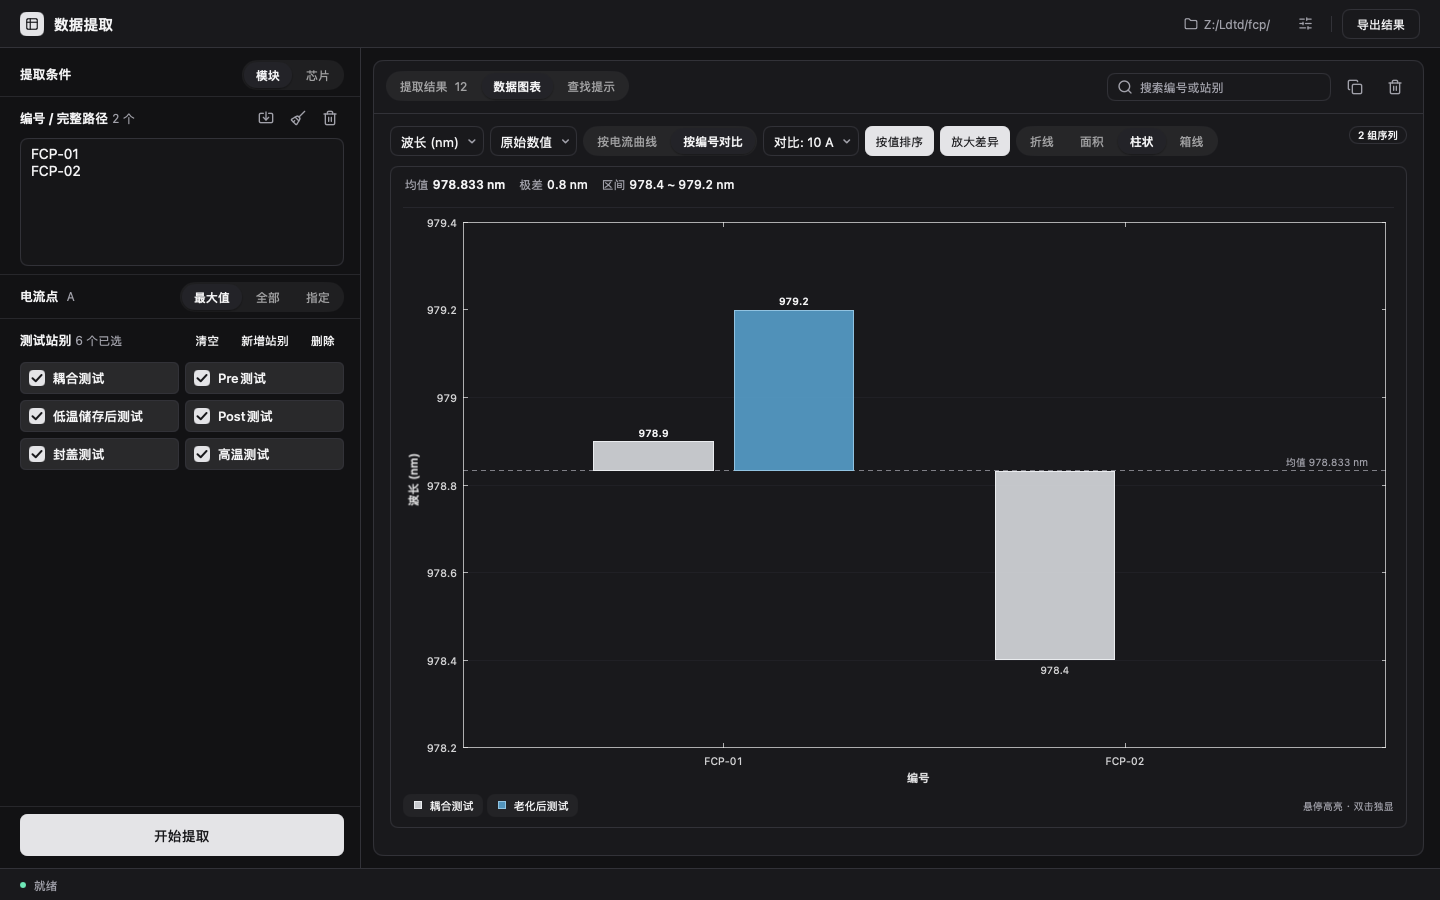 数据提取
Z:/Ldtd/fcp/
导出结果
提取条件
模块 芯片
编号 / 完整路径 2 个
FCP-01
FCP-02
电流点 A
最大值 全部 指定
测试站别 6 个已选
清空 新增站别 删除
耦合测试 Pre测试
低温储存后测试 Post测试
封盖测试 高温测试
开始提取
就绪
提取结果 12 数据图表 查找提示
搜索编号或站别
波长 (nm) 原始数值 按电流曲线 按编号对比 对比: 10 A 按值排序 放大差异 折线 面积 柱状 箱线
2 组序列
均值 978.833 nm 极差 0.8 nm 区间 978.4 ~ 979.2 nm
979.4
979.2
979
978.8
978.6
978.4
978.2
波长 (nm)
978.9
979.2
978.4
均值 978.833 nm
FCP-01 FCP-02
编号
耦合测试 老化后测试
悬停高亮 · 双击独显